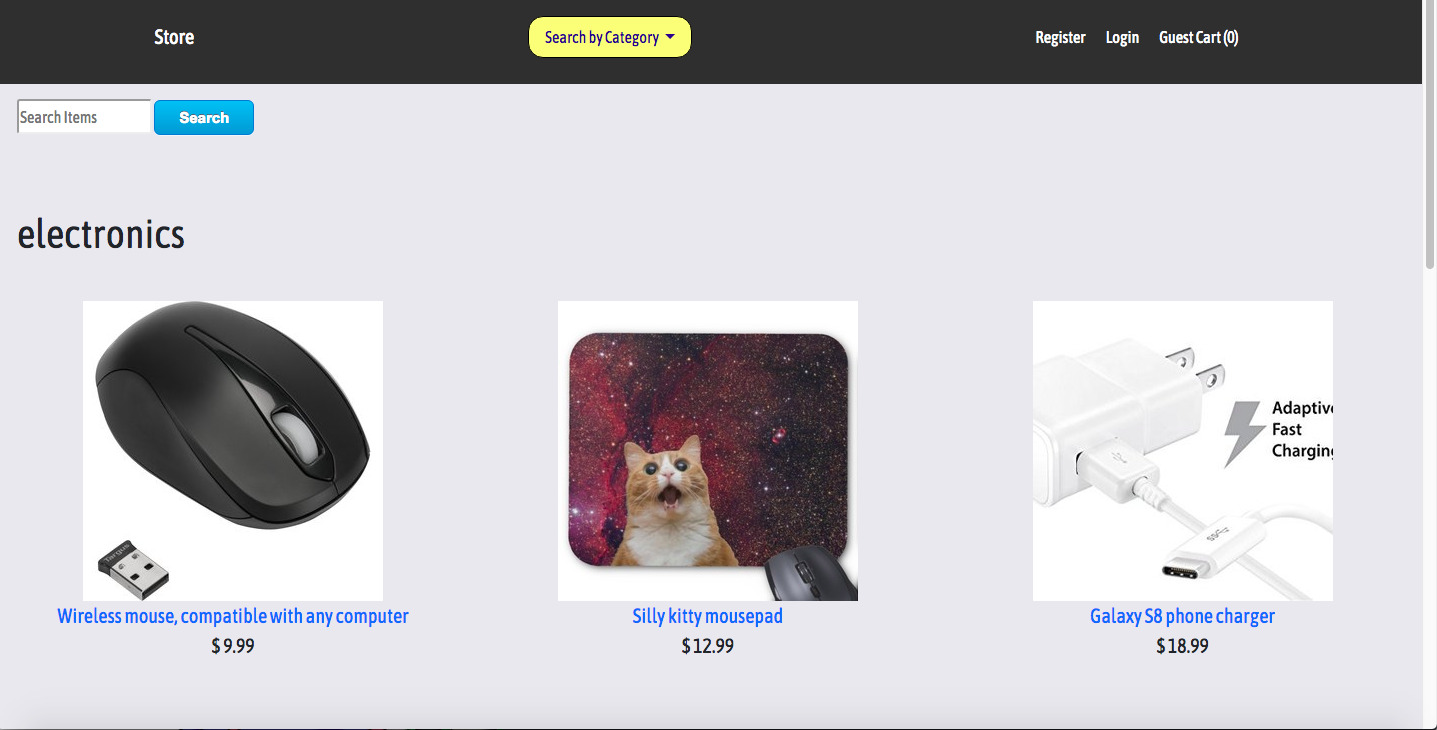 Store
Search by Category
Register
Login
Guest Cart (0)
Search Items
Search
electronics
Adaptive
Fast
Charging
Targus
Wireless mouse, compatible with any computer
Silly kitty mousepad
Galaxy S8 phone charger
$ 9.99
$ 12.99
$ 18.99